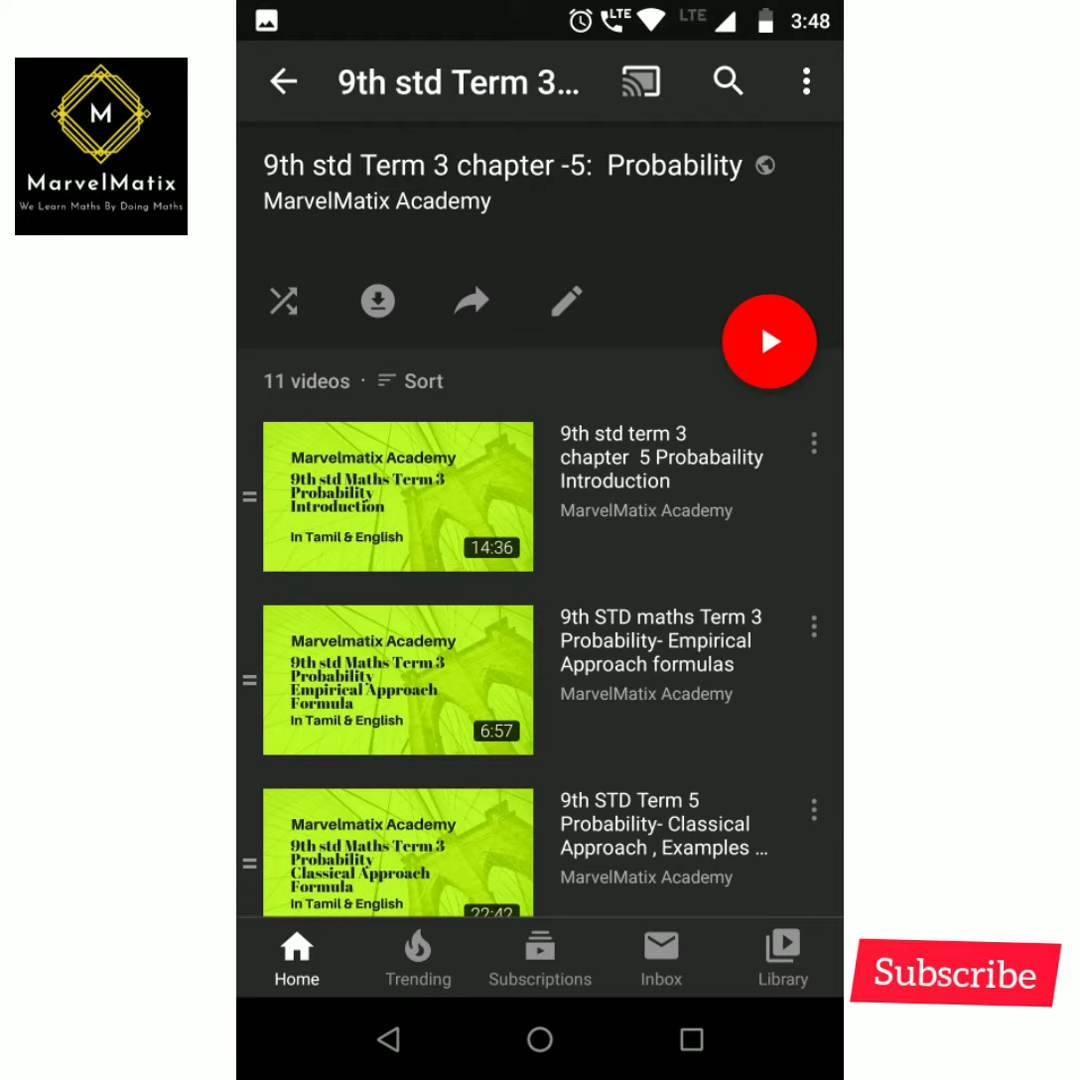 M
MarvelMatix
We Learn Maths By Doing Maths
LTE LTE 3:48
9th std Term 3...
9th std Term 3 chapter -5: Probability
MarvelMatix Academy
11 videos · Sort
Marvelmatix Academy
9th std Maths Term 3
Probability
Introduction
In Tamil & English
14:36
9th std term 3
chapter 5 Probabaility
Introduction
MarvelMatix Academy
Marvelmatix Academy
9th std Maths Term 3
Probability
Empirical Approach
Formula
In Tamil & English
6:57
9th STD maths Term 3
Probability- Empirical
Approach formulas
MarvelMatix Academy
Marvelmatix Academy
9th std Maths Term 3
Probability
Classical Approach
Formula
In Tamil & English
22:42
9th STD Term 5
Probability- Classical
Approach , Examples ...
MarvelMatix Academy
Home Trending Subscriptions Inbox Library
Subscribe